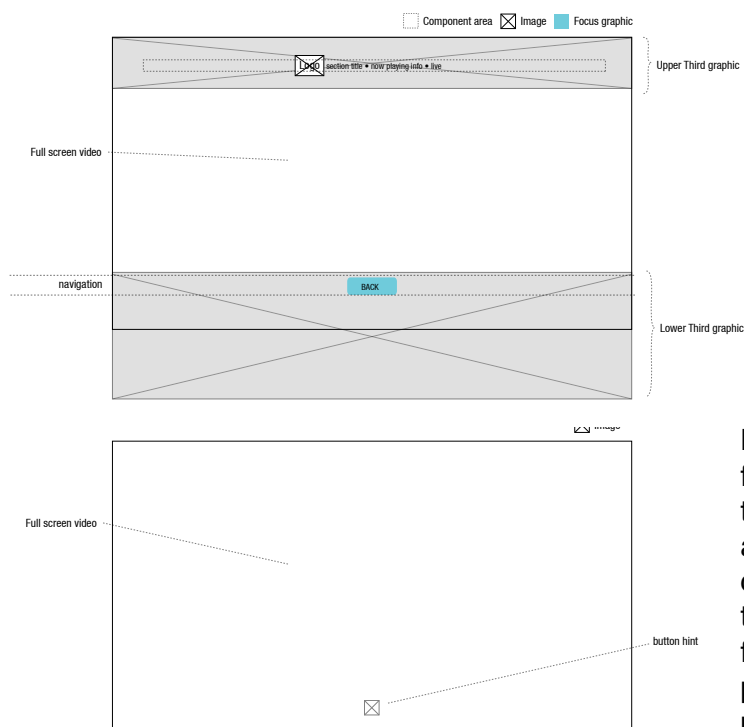 Component area Image Focus graphic
Logo section title • now playing info • live
Upper Third graphic
Full screen video
navigation
BACK
Lower Third graphic
Image
Full screen video
button hint